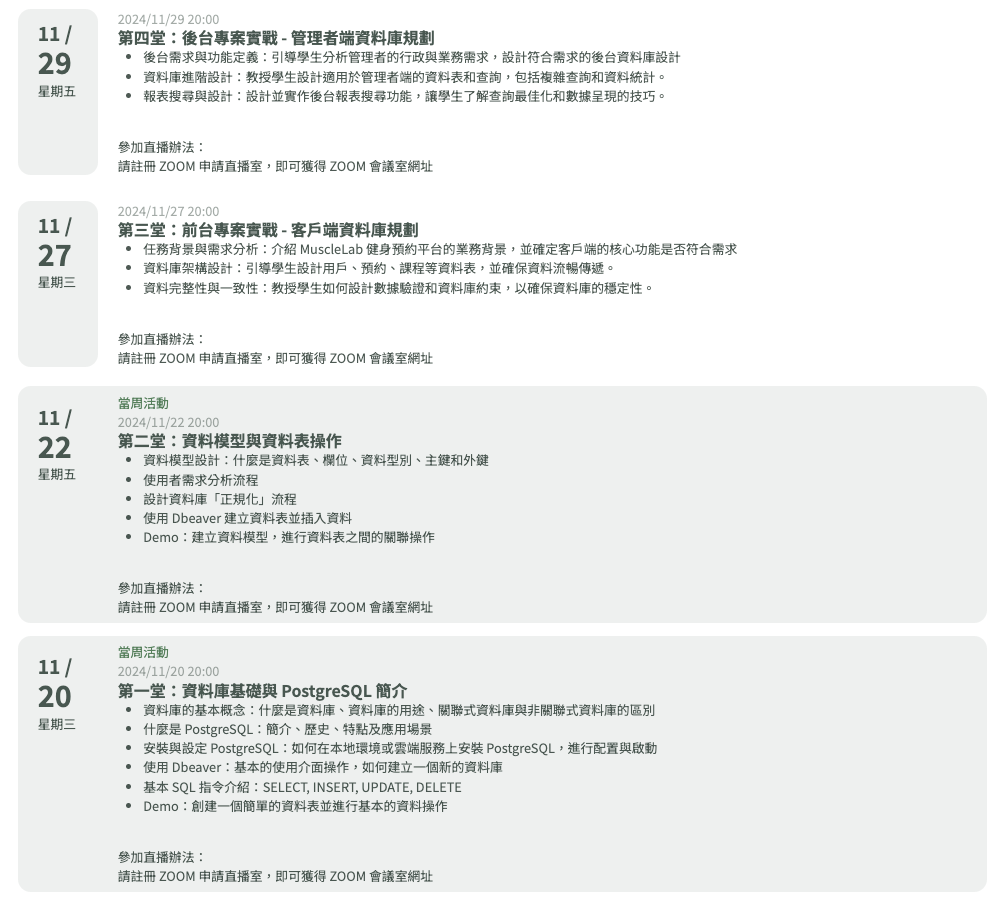 11 /
29
星期五
2024/11/29 20:00
第四堂：後台專案實戰 - 管理者端資料庫規劃
後台需求與功能定義：引導學生分析管理者的行政與業務需求，設計符合需求的後台資料庫設計
資料庫進階設計：教授學生設計適用於管理者端的資料表和查詢，包括複雜查詢和資料統計。
報表搜尋與設計：設計並實作後台報表搜尋功能，讓學生了解查詢最佳化和數據呈現的技巧。
參加直播辦法：
請註冊 ZOOM 申請直播室，即可獲得 ZOOM 會議室網址
11 /
27
星期三
2024/11/27 20:00
第三堂：前台專案實戰 - 客戶端資料庫規劃
任務背景與需求分析：介紹 MuscleLab 健身預約平台的業務背景，並確定客戶端的核心功能是否符合需求
資料庫架構設計：引導學生設計用戶、預約、課程等資料表，並確保資料流暢傳遞。
資料完整性與一致性：教授學生如何設計數據驗證和資料庫約束，以確保資料庫的穩定性。
參加直播辦法：
請註冊 ZOOM 申請直播室，即可獲得 ZOOM 會議室網址
11 /
22
星期五
當周活動
2024/11/22 20:00
第二堂：資料模型與資料表操作
資料模型設計：什麼是資料表、欄位、資料型別、主鍵和外鍵
使用者需求分析流程
設計資料庫「正規化」流程
使用 Dbeaver 建立資料表並插入資料
Demo：建立資料模型，進行資料表之間的關聯操作
參加直播辦法：
請註冊 ZOOM 申請直播室，即可獲得 ZOOM 會議室網址
11 /
20
星期三
當周活動
2024/11/20 20:00
第一堂：資料庫基礎與 PostgreSQL 簡介
資料庫的基本概念：什麼是資料庫、資料庫的用途、關聯式資料庫與非關聯式資料庫的區別
什麼是 PostgreSQL：簡介、歷史、特點及應用場景
安裝與設定 PostgreSQL：如何在本地環境或雲端服務上安裝 PostgreSQL，進行配置與啟動
使用 Dbeaver：基本的使用介面操作，如何建立一個新的資料庫
基本 SQL 指令介紹：SELECT, INSERT, UPDATE, DELETE
Demo：創建一個簡單的資料表並進行基本的資料操作
參加直播辦法：
請註冊 ZOOM 申請直播室，即可獲得 ZOOM 會議室網址